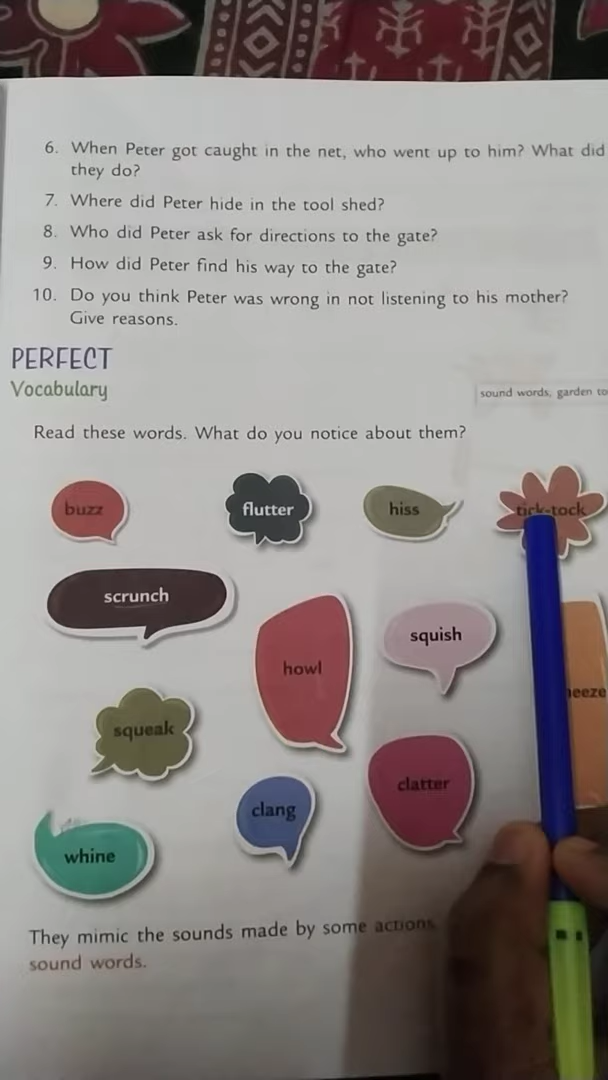 6. When Peter got caught in the net, who went up to him? What did
they do?
7. Where did Peter hide in the tool shed?
8. Who did Peter ask for directions to the gate?
9. How did Peter find his way to the gate?
10. Do you think Peter was wrong in not listening to his mother?
Give reasons.
PERFECT
Vocabulary
sound words, garden to
Read these words. What do you notice about them?
buzz flutter hiss tick-tock
scrunch
squish
howl
squeak
clatter
clang
whine
They mimic the sounds made by some actions
sound words.